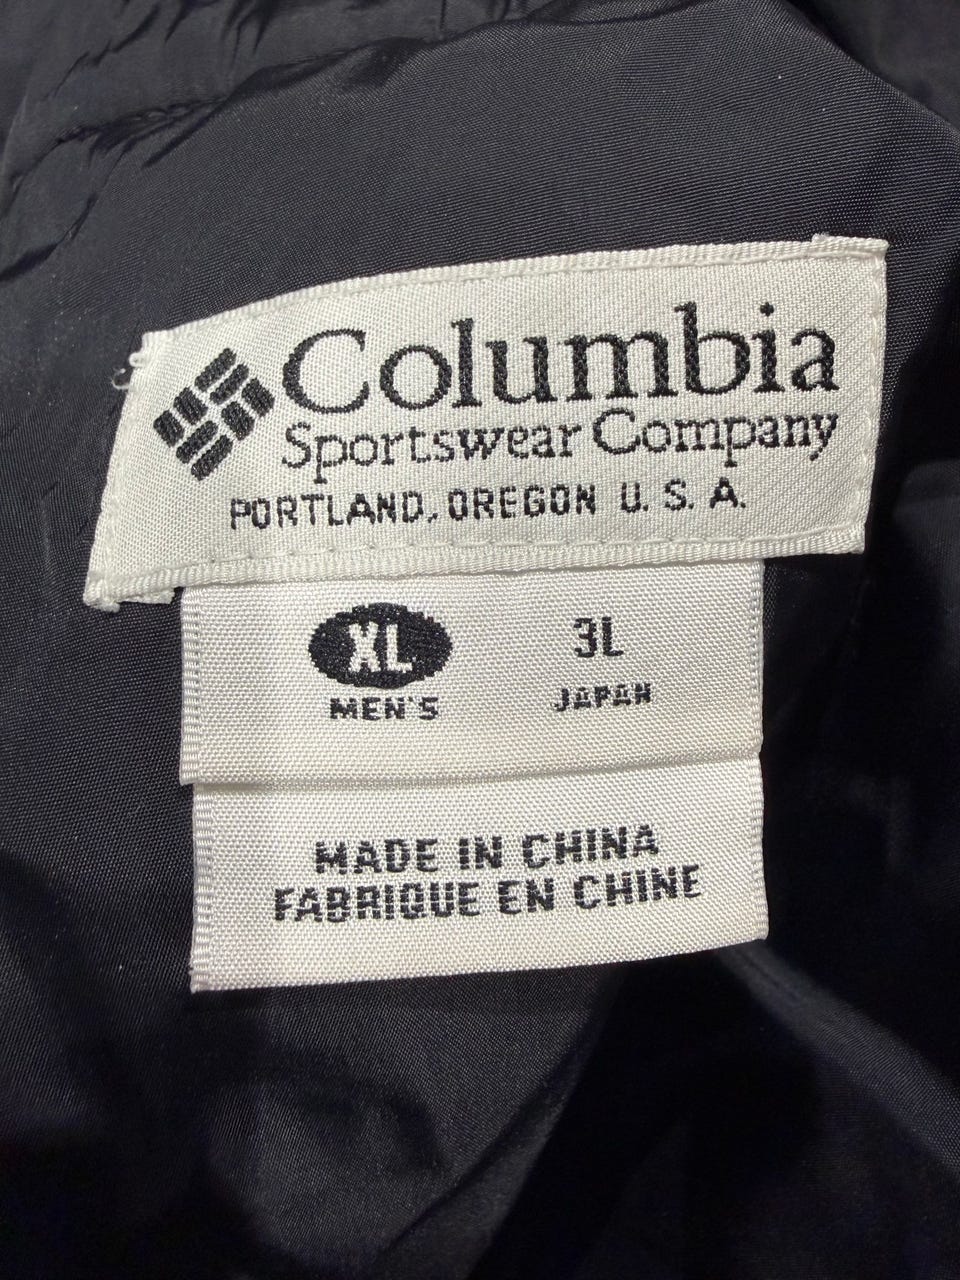 Columbia
Sportswear Company
PORTLAND, OREGON U. S. A.
XL 3L
MEN'S JAPAN
MADE IN CHINA
FABRIQUE EN CHINE